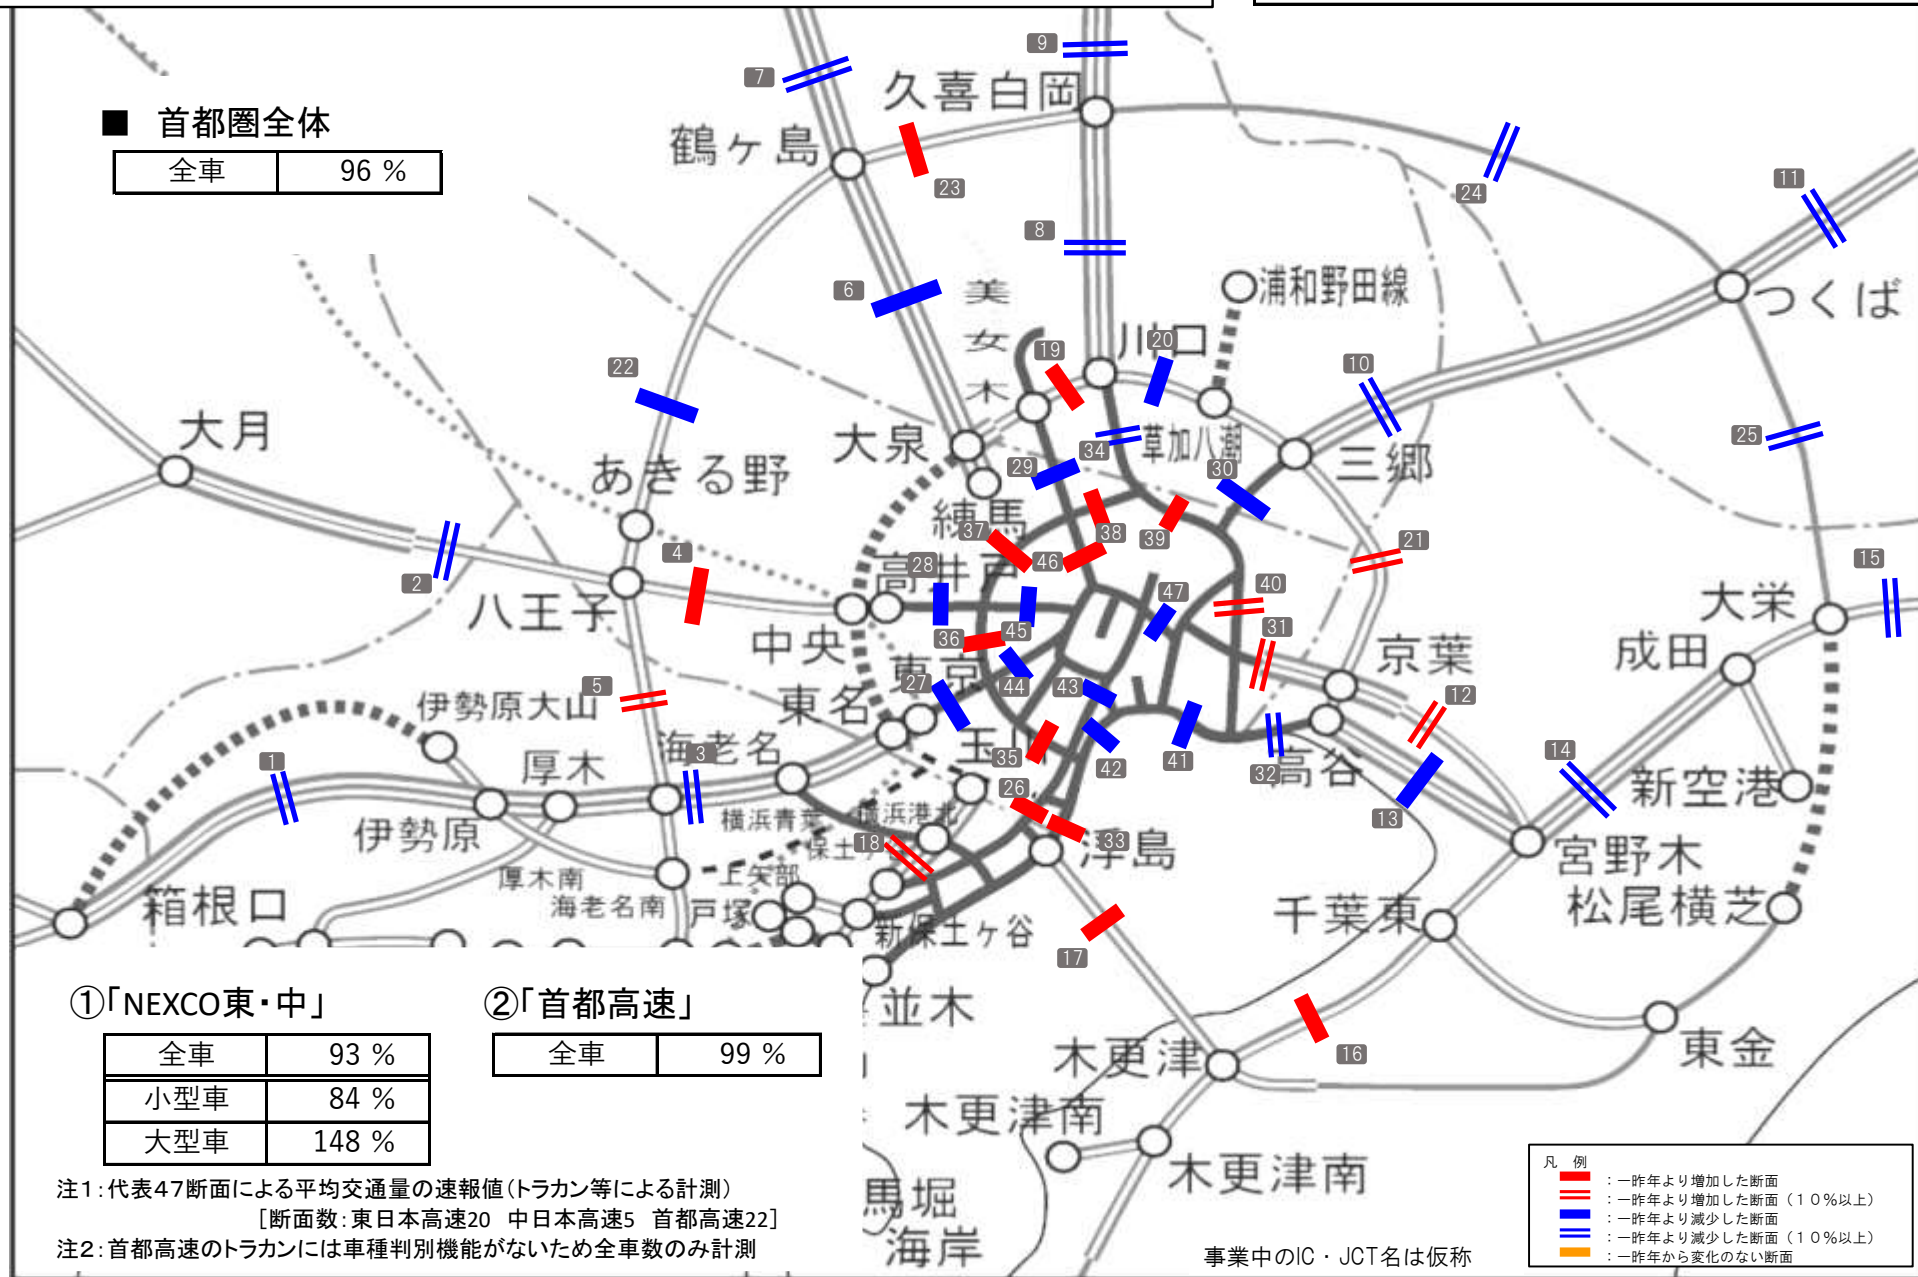 ■ 首都圏全体
全車 96 %
9
7
久喜白岡
鶴ヶ島
23
24
11
8
6
美女木
浦和野田線
つくば
川口
20
19
22
10
大月
大泉
34
草加八潮
25
あきる野
29
30
三郷
練馬
37
38
39
21
4
28
46
高井戸
2
40
15
47
大栄
八王子
36
45
31
中央
京葉
成田
東京
5
27
44
43
12
伊勢原大山
東名
海老名
3
玉川
1
厚木
35
42
41
32
高谷
14
新空港
26
13
横浜青葉
横浜港北
伊勢原
18
保土ヶ谷
33
浮島
宮野木
厚木南
上矢部
箱根口
海老名南
戸塚
千葉東
松尾横芝
新保土ヶ谷
17
並木
16
東金
木更津
①「NEXCO東・中」
全車 93 %
小型車 84 %
大型車 148 %
②「首都高速」
全車 99 %
木更津南
木更津南
馬堀
海岸
注1：代表47断面による平均交通量の速報値（トラカン等による計測）
［断面数：東日本高速20 中日本高速5 首都高速22］
注2：首都高速のトラカンには車種判別機能がないため全車数のみ計測
事業中のIC・JCT名は仮称
凡 例
：一昨年より増加した断面
：一昨年より増加した断面（１０％以上）
：一昨年より減少した断面
：一昨年より減少した断面（１０％以上）
：一昨年から変化のない断面